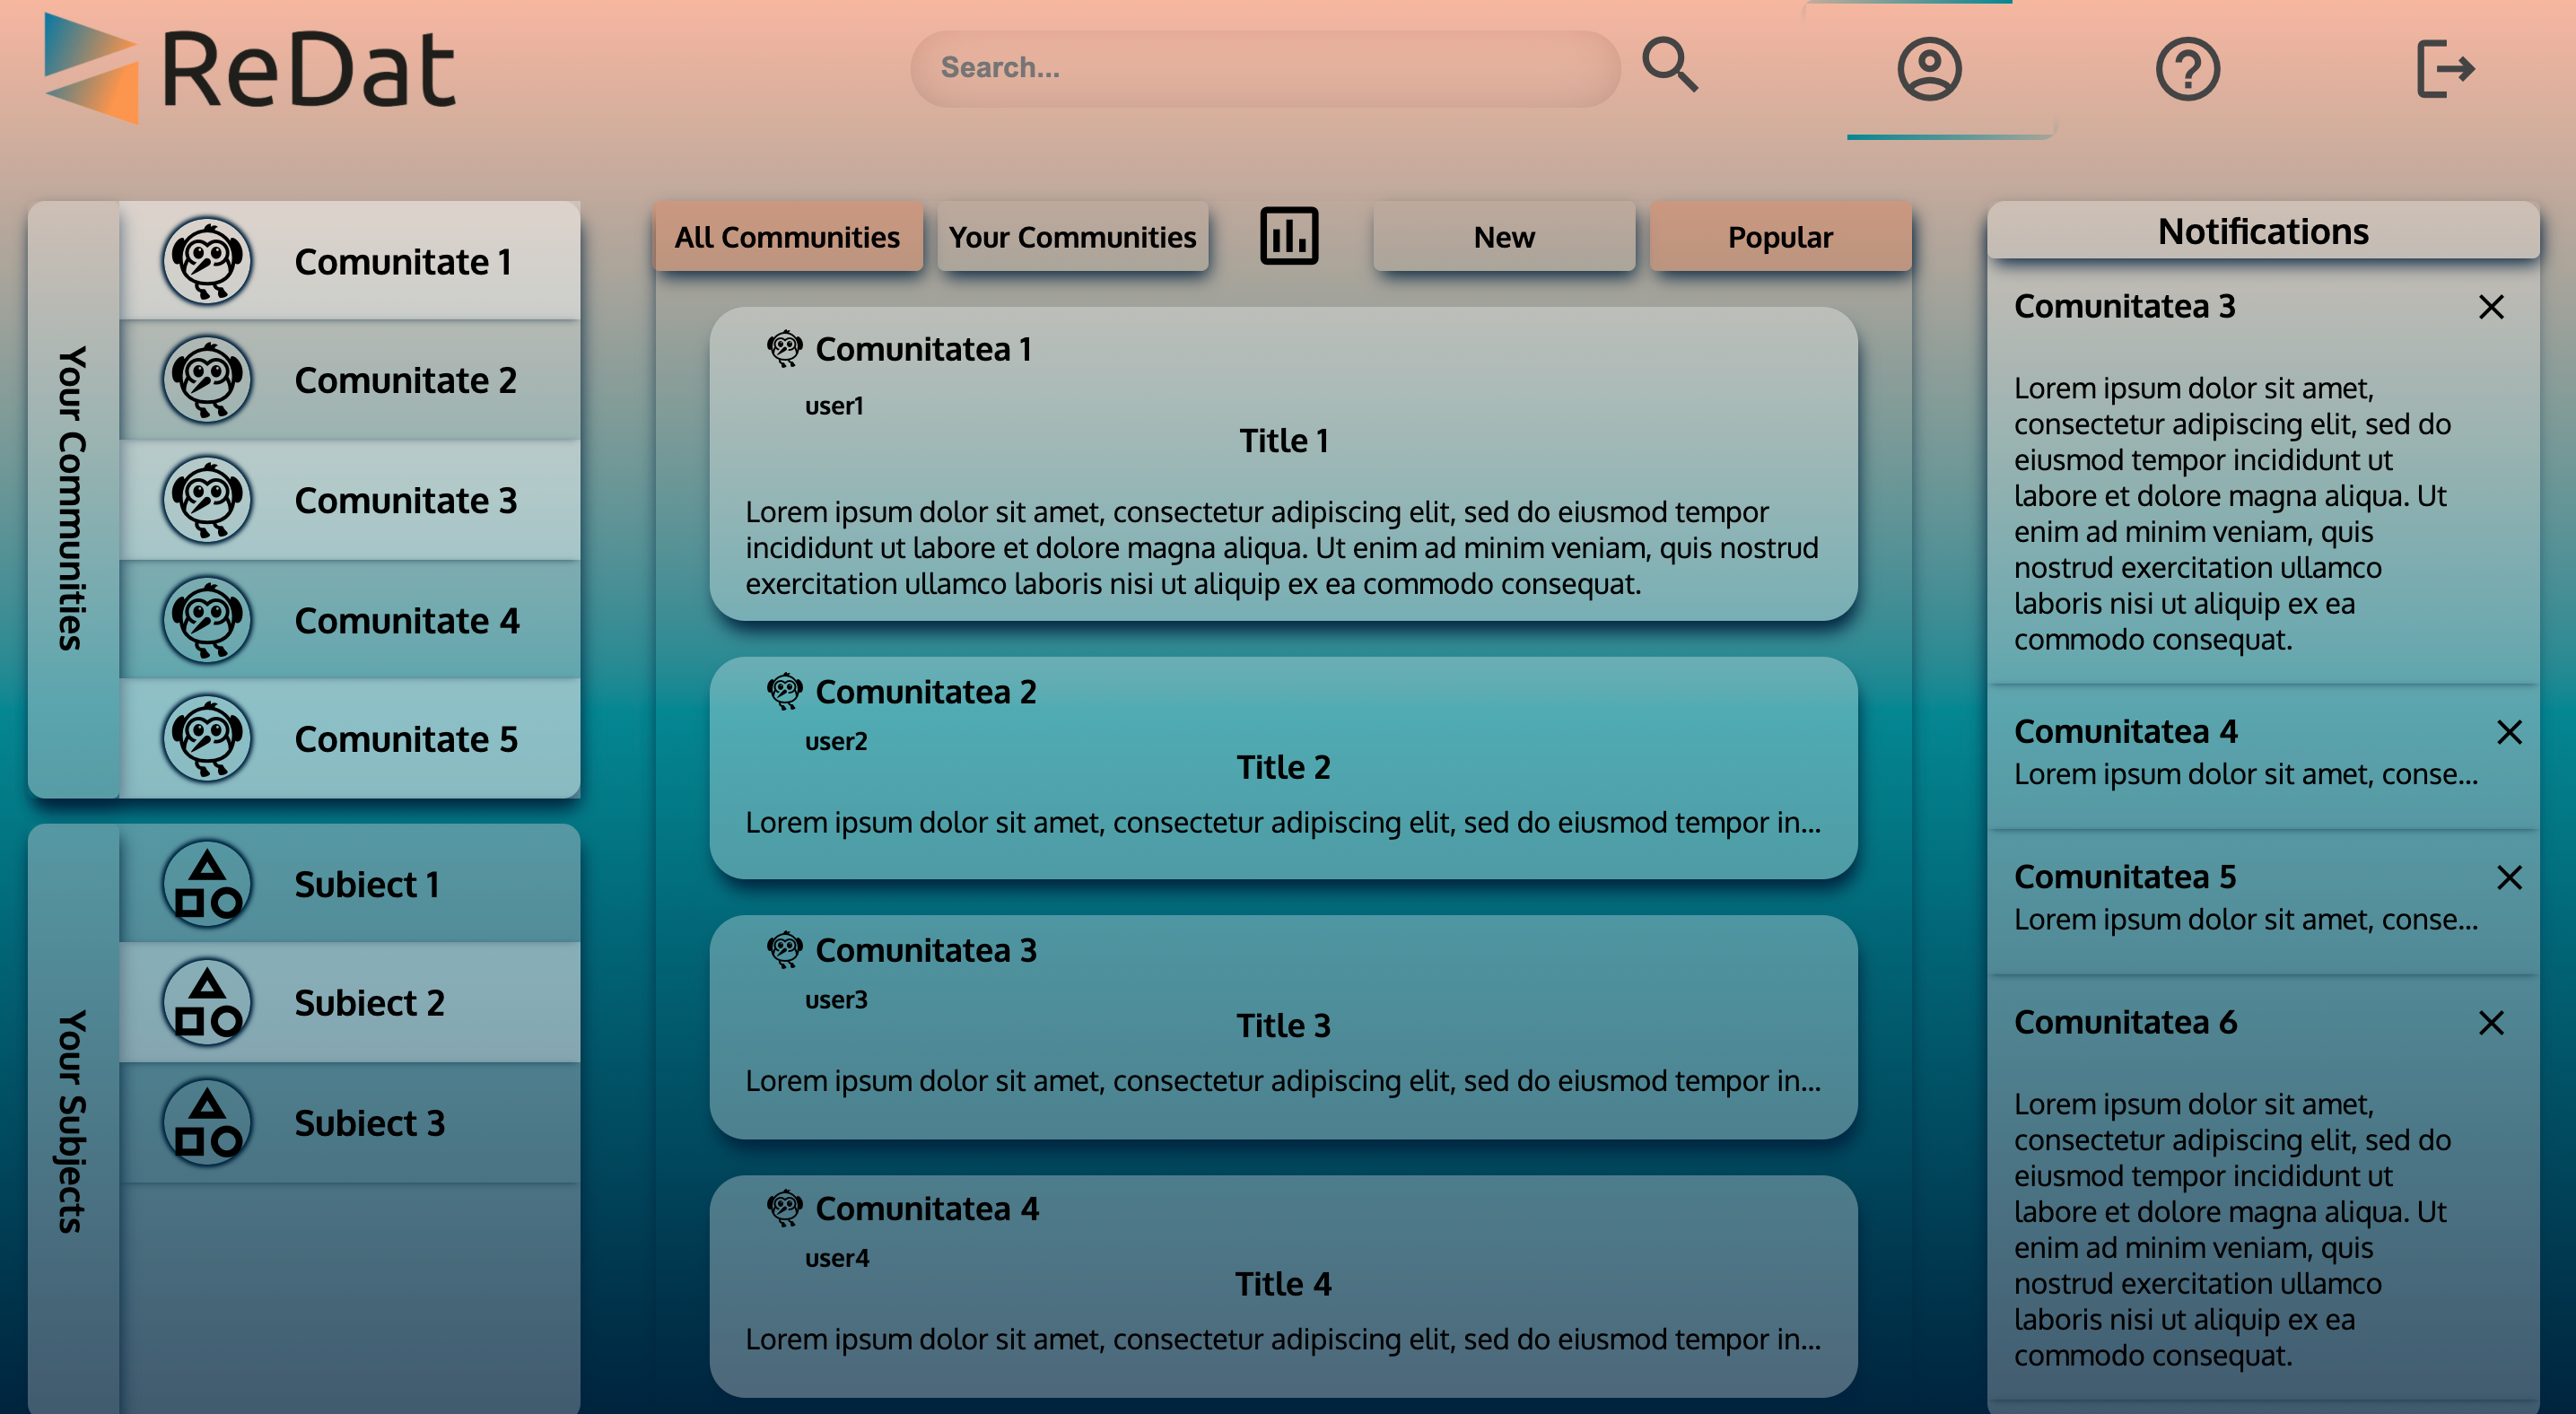 ReDat
Search...
Your Communities
Comunitate 1
Comunitate 2
Comunitate 3
Comunitate 4
Comunitate 5
Your Subjects
Subiect 1
Subiect 2
Subiect 3
All Communities
Your Communities
New
Popular
Comunitatea 1
user1
Title 1
Lorem ipsum dolor sit amet, consectetur adipiscing elit, sed do eiusmod tempor
incididunt ut labore et dolore magna aliqua. Ut enim ad minim veniam, quis nostrud
exercitation ullamco laboris nisi ut aliquip ex ea commodo consequat.
Comunitatea 2
user2
Title 2
Lorem ipsum dolor sit amet, consectetur adipiscing elit, sed do eiusmod tempor in...
Comunitatea 3
user3
Title 3
Lorem ipsum dolor sit amet, consectetur adipiscing elit, sed do eiusmod tempor in...
Comunitatea 4
user4
Title 4
Lorem ipsum dolor sit amet, consectetur adipiscing elit, sed do eiusmod tempor in...
Notifications
Comunitatea 3
Lorem ipsum dolor sit amet,
consectetur adipiscing elit, sed do
eiusmod tempor incididunt ut
labore et dolore magna aliqua. Ut
enim ad minim veniam, quis
nostrud exercitation ullamco
laboris nisi ut aliquip ex ea
commodo consequat.
Comunitatea 4
Lorem ipsum dolor sit amet, conse...
Comunitatea 5
Lorem ipsum dolor sit amet, conse...
Comunitatea 6
Lorem ipsum dolor sit amet,
consectetur adipiscing elit, sed do
eiusmod tempor incididunt ut
labore et dolore magna aliqua. Ut
enim ad minim veniam, quis
nostrud exercitation ullamco
laboris nisi ut aliquip ex ea
commodo consequat.